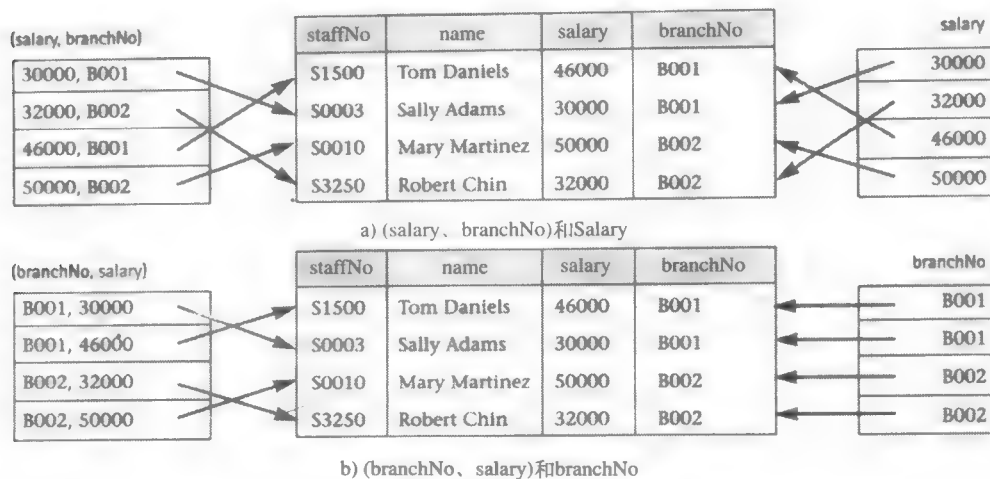 (salary, branchNo)
30000, B001
32000, B002
46000, B001
50000, B002
staffNo name salary branchNo
S1500 Tom Daniels 46000 B001
S0003 Sally Adams 30000 B001
S0010 Mary Martinez 50000 B002
S3250 Robert Chin 32000 B002
salary
30000
32000
46000
50000
a) (salary、branchNo)和Salary
(branchNo, salary)
B001, 30000
B001, 46000
B002, 32000
B002, 50000
staffNo name salary branchNo
S1500 Tom Daniels 46000 B001
S0003 Sally Adams 30000 B001
S0010 Mary Martinez 50000 B002
S3250 Robert Chin 32000 B002
branchNo
B001
B001
B002
B002
b) (branchNo、salary)和branchNo